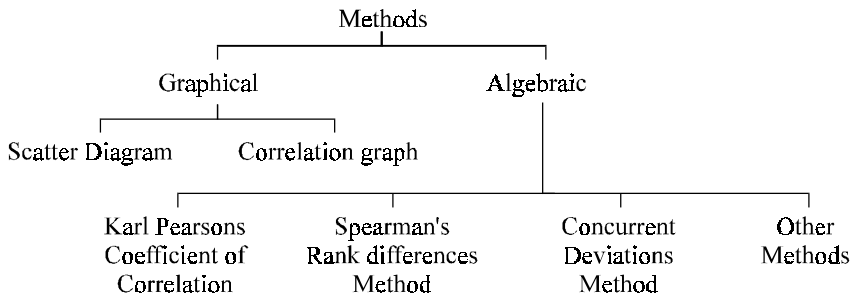 Methods
Graphical
Algebraic
Scatter Diagram
Correlation graph
Karl Pearsons
Coefficient of
Correlation
Spearman's
Rank differences
Method
Concurrent
Deviations
Method
Other
Methods